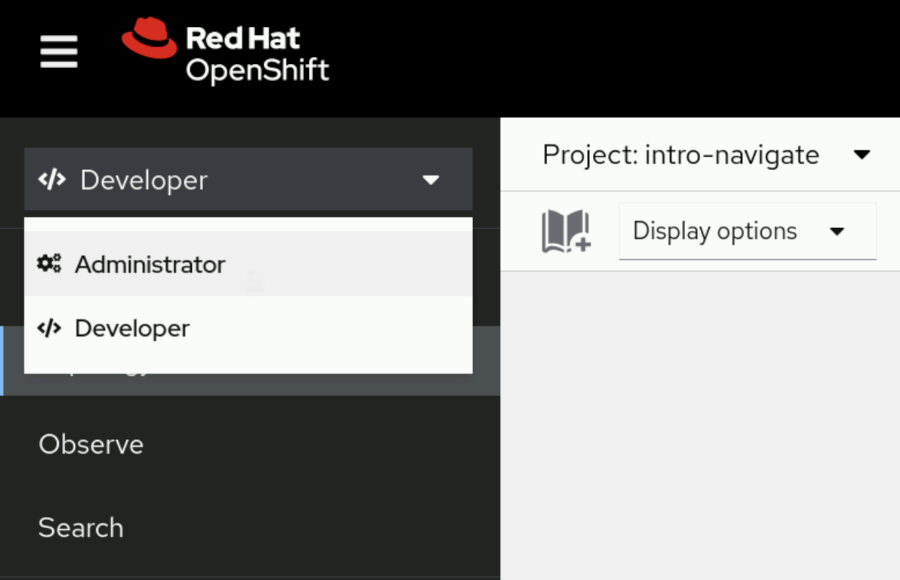 Red Hat
OpenShift
Developer
Project: intro-navigate
Display options
Administrator
Developer
Observe
Search